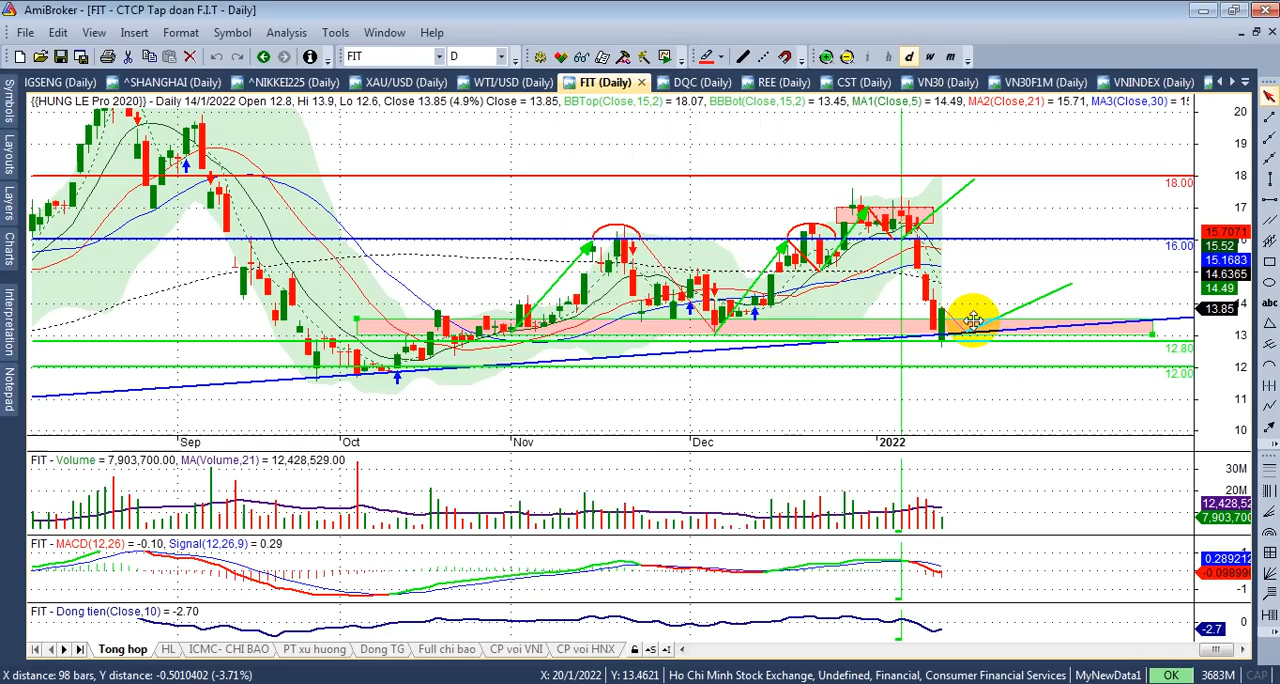 AmiBroker - [FIT - CTCP Tap doan F.I.T - Daily]
File Edit View Insert Format Symbol Analysis Tools Window Help
FIT D i h d w m
IGSENG (Daily) ^SHANGHAI (Daily) ^NIKKEI225 (Daily) XAU/USD (Daily) WTI/USD (Daily) FIT (Daily) DQC (Daily) REE (Daily) CST (Daily) VN30 (Daily) VN30F1M (Daily) VNINDEX (Daily)
{{HUNG LE Pro 2020}} - Daily 14/1/2022 Open 12.8, Hi 13.9, Lo 12.6, Close 13.85 (4.9%) Close = 13.85, BBTop(Close,15,2) = 18.07, BBBot(Close,15,2) = 13.45, MA1(Close,5) = 14.49, MA2(Close,21) = 15.71, MA3(Close,30) = 15
Symbols
Layouts
Layers
Charts
Interpretation
Notepad
abc
20
19
18
18.00
17
15.7071
16.00
15.52
15.1683
14.6365
14.49
14
13.85
13
12.80
12
12.00
11
10
Sep Oct Nov Dec 2022
FIT - Volume = 7,903,700.00, MA(Volume,21) = 12,428,529.00
30M
20M
12,428,52
7,903,700
FIT - MACD(12,26) = -0.10, Signal(12,26,9) = 0.29
1
0.289212
-0.098999
-1
FIT - Dong tien(Close,10) = -2.70
0
-2.7
Tong hop HL ICMC- CHI BAO PT xu huong Dong TG Full chi bao CP voi VNI CP voi HNX
X distance: 98 bars, Y distance: -0.5010402 (-3.71%) X: 20/1/2022 Y: 13.4621 Ho Chi Minh Stock Exchange, Undefined, Financial, Consumer Financial Services MyNewData1 OK 3683M CAP